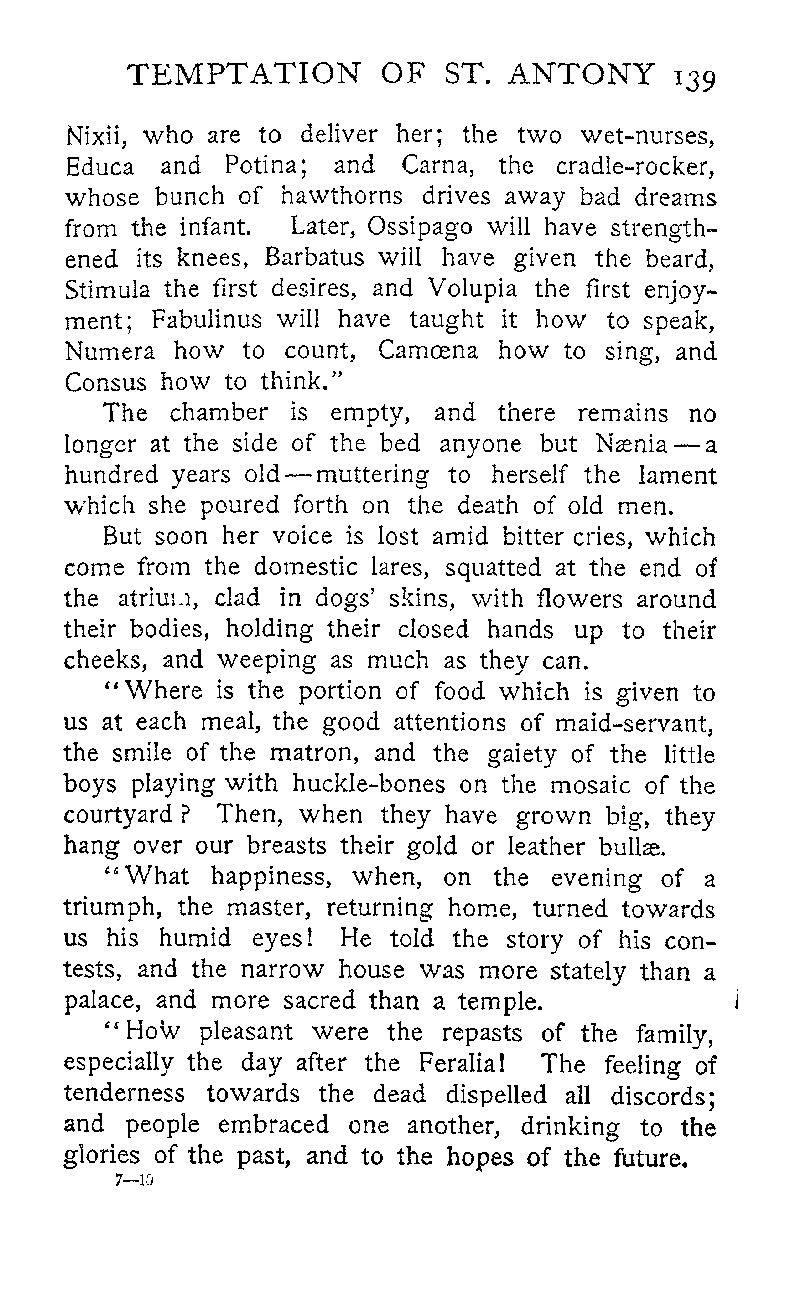 TEMPTATION OF ST. ANTONY 139
Nixii, who are to deliver her; the two wet-nurses,
Educa and Potina; and Carna, the cradle-rocker,
whose bunch of hawthorns drives away bad dreams
from the infant. Later, Ossipago will have strength-
ened its knees, Barbatus will have given the beard,
Stimula the first desires, and Volupia the first enjoy-
ment; Fabulinus will have taught it how to speak,
Numera how to count, Camœna how to sing, and
Consus how to think.”
The chamber is empty, and there remains no
longer at the side of the bed anyone but Nænia—a
hundred years old—muttering to herself the lament
which she poured forth on the death of old men.
But soon her voice is lost amid bitter cries, which
come from the domestic lares, squatted at the end of
the atrium, clad in dogs’ skins, with flowers around
their bodies, holding their closed hands up to their
cheeks, and weeping as much as they can.
“Where is the portion of food which is given to
us at each meal, the good attentions of maid-servant,
the smile of the matron, and the gaiety of the little
boys playing with huckle-bones on the mosaic of the
courtyard? Then, when they have grown big, they
hang over our breasts their gold or leather bullæ.
“What happiness, when, on the evening of a
triumph, the master, returning home, turned towards
us his humid eyes! He told the story of his con-
tests, and the narrow house was more stately than a
palace, and more sacred than a temple.
“How pleasant were the repasts of the family,
especially the day after the Feralia! The feeling of
tenderness towards the dead dispelled all discords;
and people embraced one another, drinking to the
glories of the past, and to the hopes of the future.
7—10